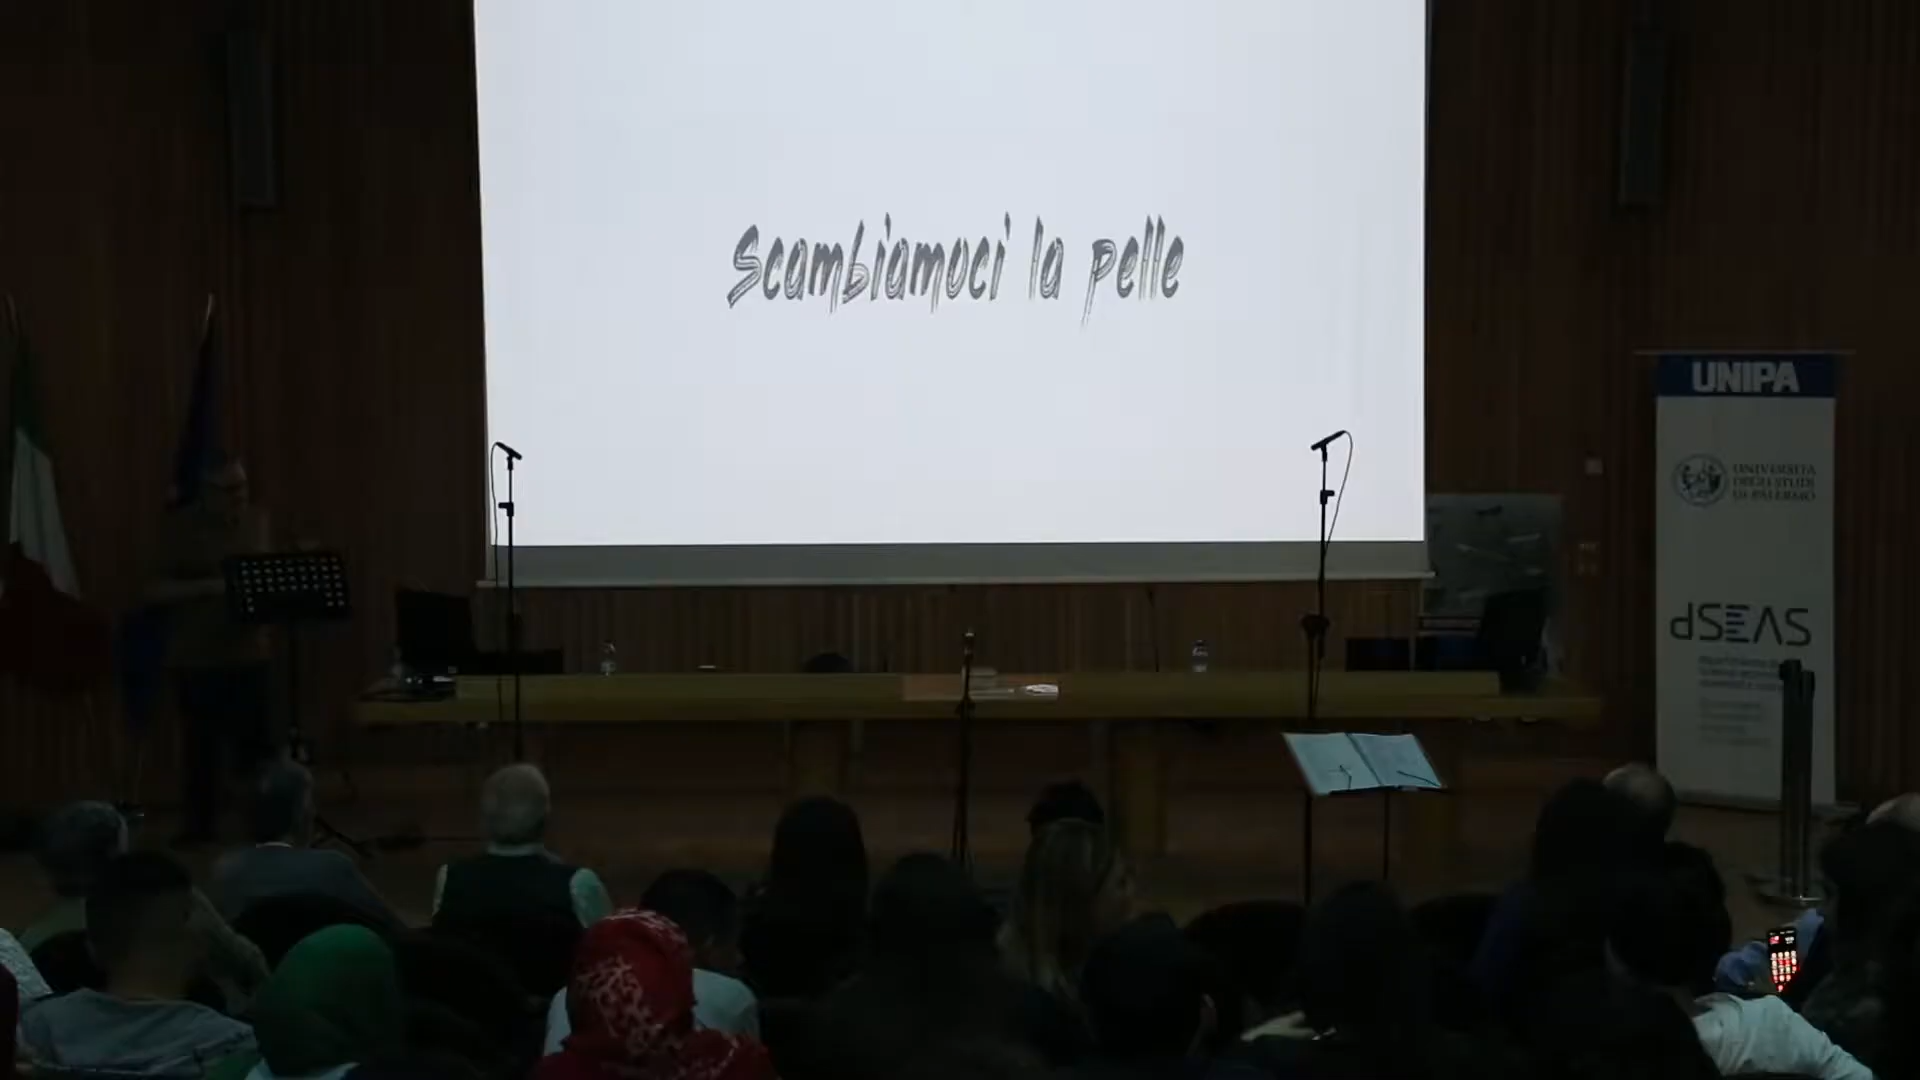 Scambiamoci la pelle
UNIPA
UNIVERSITÀ
DEGLI STUDI
DI PALERMO
dSEAS